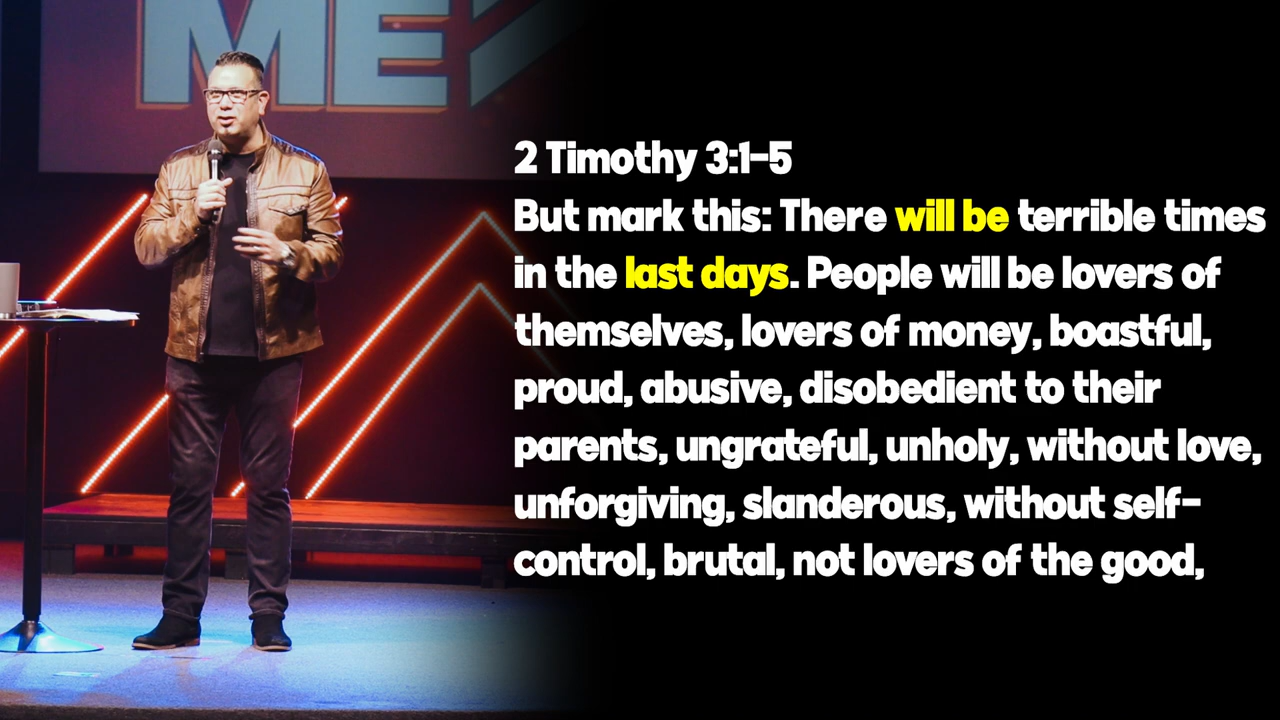 ME
2 Timothy 3:1-5
But mark this: There will be terrible times
in the last days. People will be lovers of
themselves, lovers of money, boastful,
proud, abusive, disobedient to their
parents, ungrateful, unholy, without love,
unforgiving, slanderous, without self-
control, brutal, not lovers of the good,